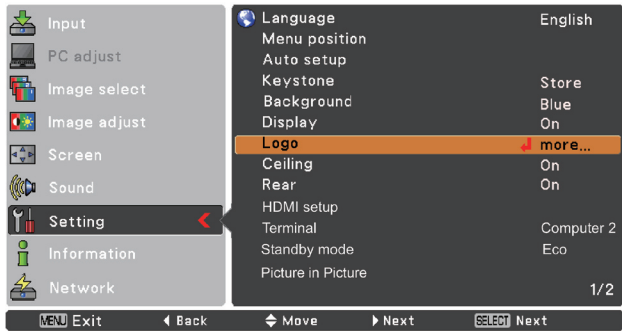 Input
PC adjust
Image select
Image adjust
Screen
Sound
Setting
Information
Network
Language English
Menu position
Auto setup
Keystone Store
Background Blue
Display On
Logo more...
Ceiling On
Rear On
HDMI setup
Terminal Computer 2
Standby mode Eco
Picture in Picture
1/2
MENU Exit Back Move Next SELECT Next